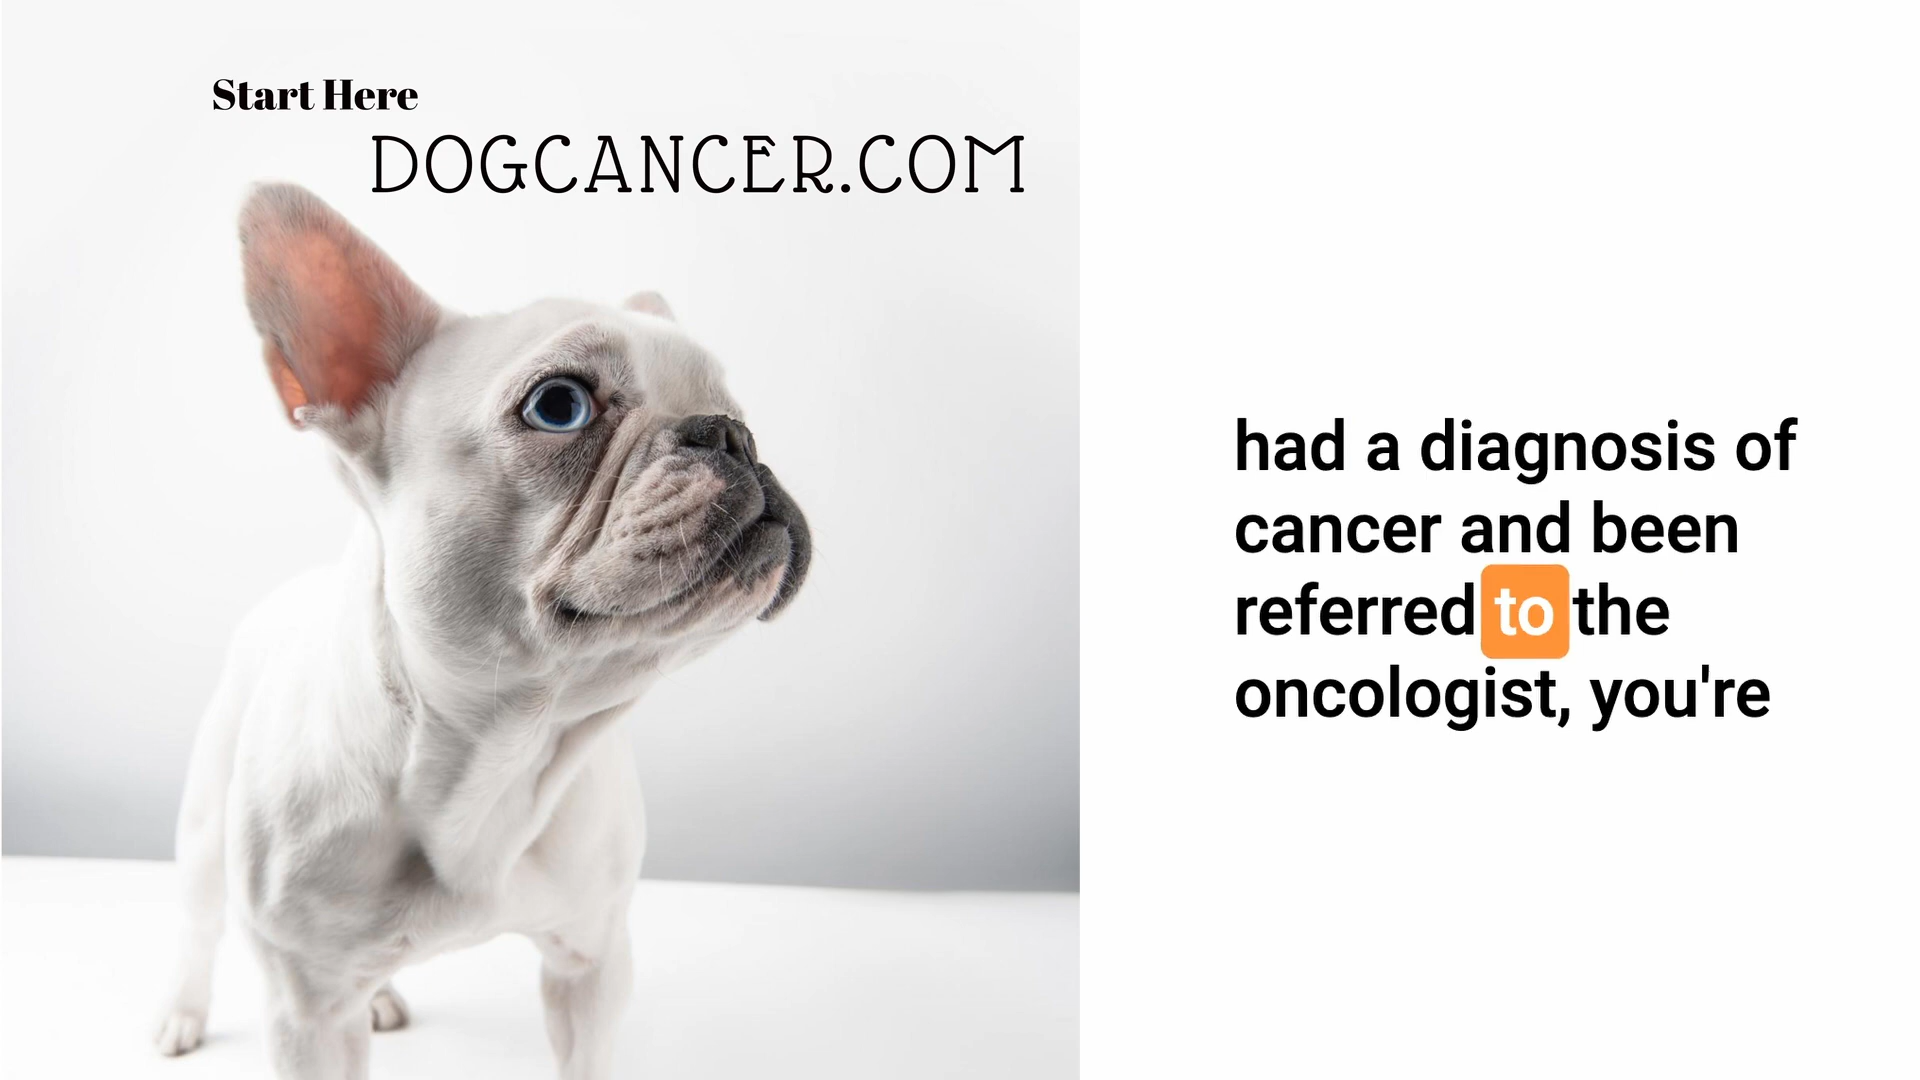 Start Here
DOGCANCER.COM
had a diagnosis of
cancer and been
referred to the
oncologist, you're